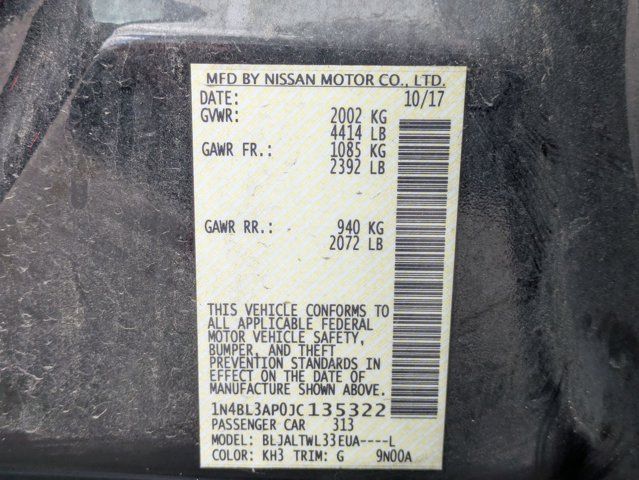 MFD BY NISSAN MOTOR CO., LTD.
DATE: 10/17
GVWR: 2002 KG
4414 LB
GAWR FR.: 1085 KG
2392 LB
GAWR RR.: 940 KG
2072 LB
THIS VEHICLE CONFORMS TO
ALL APPLICABLE FEDERAL
MOTOR VEHICLE SAFETY,
BUMPER, AND THEFT
PREVENTION STANDARDS IN
EFFECT ON THE DATE OF
MANUFACTURE SHOWN ABOVE.
1N4BL3AP0JC135322
PASSENGER CAR 313
MODEL: BLJALTWL33EUA----L
COLOR: KH3 TRIM: G 9N00A